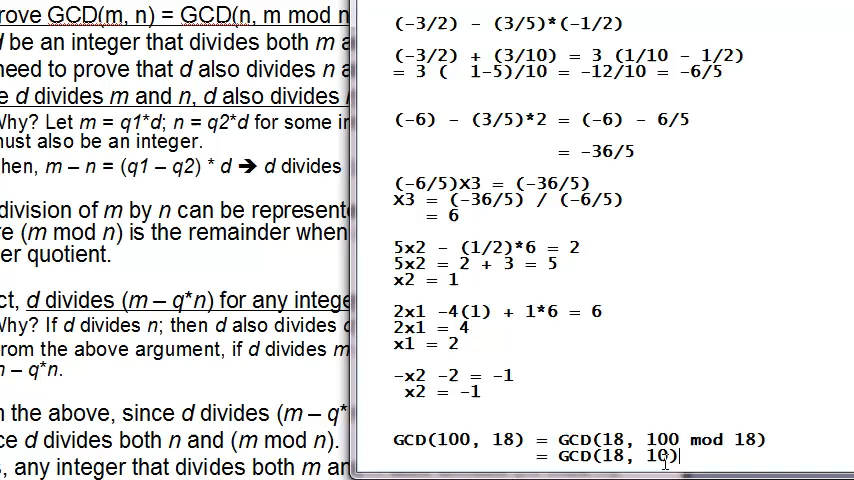 rove GCD(m, n) = GCD(n, m mod n
be an integer that divides both m a
need to prove that d also divides n a
e d divides m and n, d also divides
Why? Let m = q1*d; n = q2*d for some in
must also be an integer.
hen, m – n = (q1 – q2) * d ➔ d divides
division of m by n can be represente
re (m mod n) is the remainder when
er quotient.
ct, d divides (m – q*n) for any intege
Why? If d divides n; then d also divides
rom the above argument, if d divides m
n – q*n.
n the above, since d divides (m – q*
ce d divides both n and (m mod n).
s, any integer that divides both m an
(-3/2) - (3/5)*(-1/2)
(-3/2) + (3/10) = 3 (1/10 - 1/2)
= 3 (  1-5)/10 = -12/10 = -6/5
(-6) - (3/5)*2 = (-6) - 6/5
= -36/5
(-6/5)X3 = (-36/5)
X3 = (-36/5) / (-6/5)
= 6
5x2 - (1/2)*6 = 2
5x2 = 2 + 3 = 5
x2 = 1
2x1 -4(1) + 1*6 = 6
2x1 = 4
x1 = 2
-x2 -2 = -1
x2 = -1
GCD(100, 18) = GCD(18, 100 mod 18)
= GCD(18, 10)